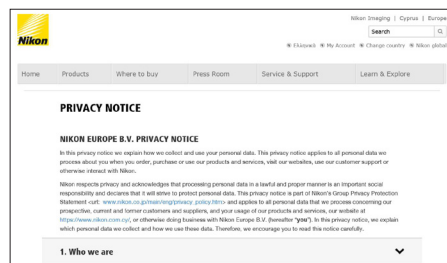 Nikon Imaging | Cyprus | Europe
Nikon
Search
Ελληνικά My Account Change country Nikon global
Home Products Where to buy Press Room Service & Support Learn & Explore
PRIVACY NOTICE
NIKON EUROPE B.V. PRIVACY NOTICE
In this privacy notice we explain how we collect and use your personal data. This privacy notice applies to all personal data we
process about you when you order, purchase or use our products and services, visit our websites, use our customer support or
otherwise interact with Nikon.
Nikon respects privacy and acknowledges that processing personal data in a lawful and proper manner is an important social
responsibility and declares that it will strive to protect personal data. This privacy notice is part of Nikon's Group Privacy Protection
Statement <url: www.nikon.co.jp/main/eng/privacy_policy.htm> and applies to all personal data that we process concerning our
prospective, current and former customers and suppliers, and your usage of our products and services, our website at
https://www.nikon.com.cy/, or otherwise doing business with Nikon Europe B.V. (hereafter "you"). In this privacy notice, we explain
which personal data we collect and how we use these data. Therefore, we encourage you to read this notice carefully.
1. Who we are